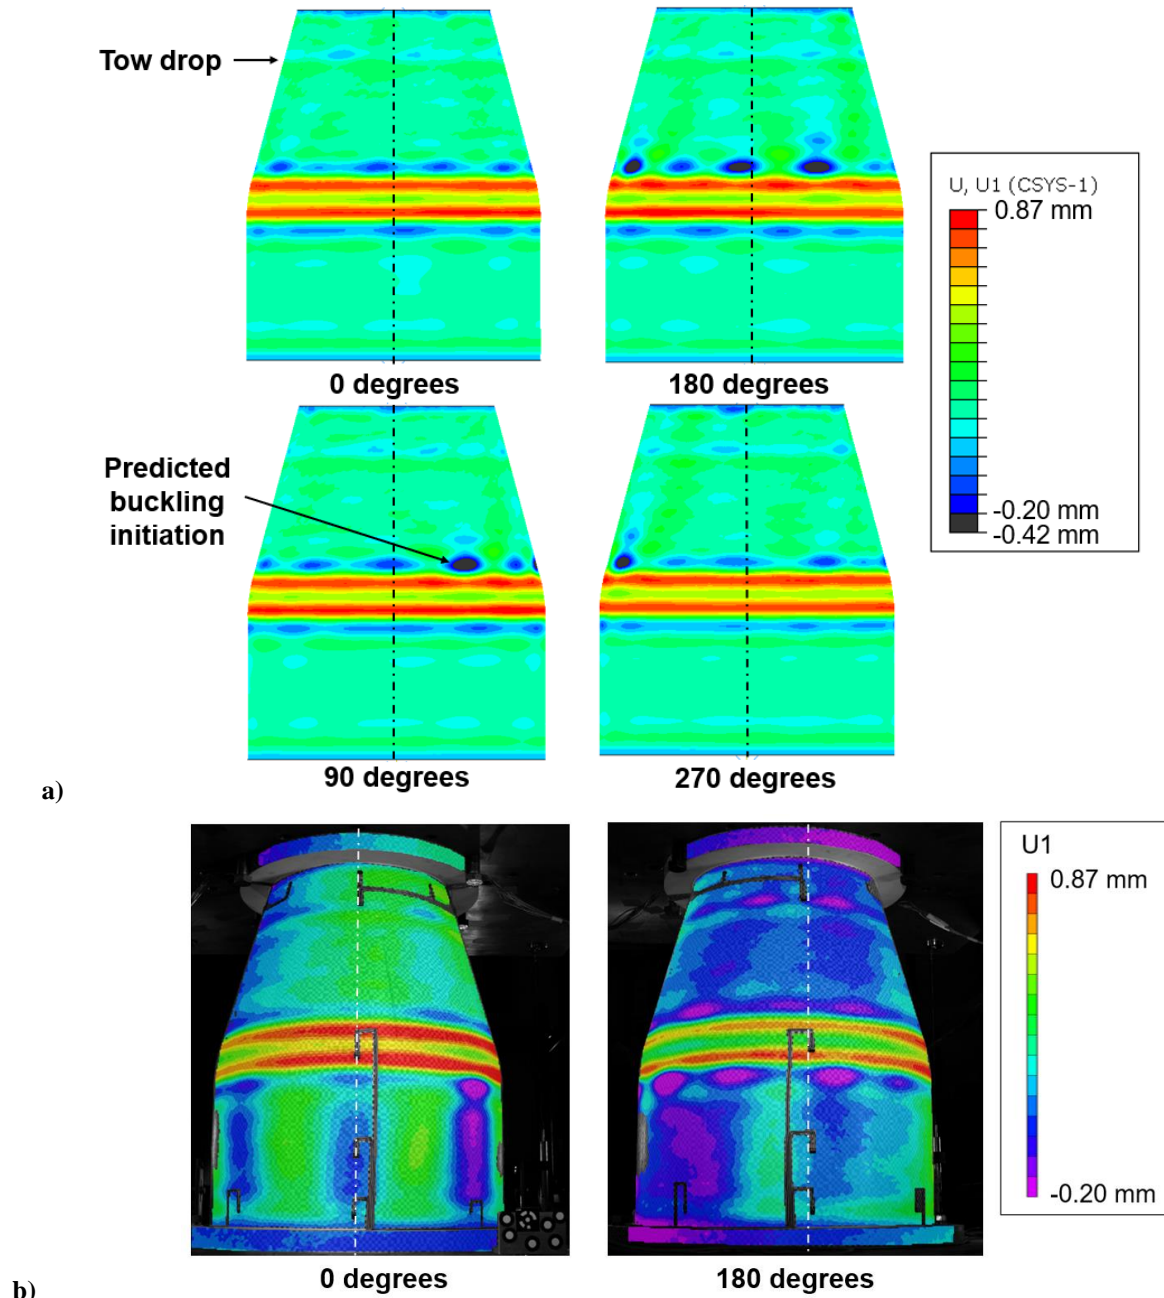 Tow drop
U, U1 (CSYS-1)
0.87 mm
-0.20 mm
-0.42 mm
0 degrees
180 degrees
Predicted
buckling
initiation
90 degrees
270 degrees
a)
U1
0.87 mm
-0.20 mm
0 degrees
180 degrees
b)